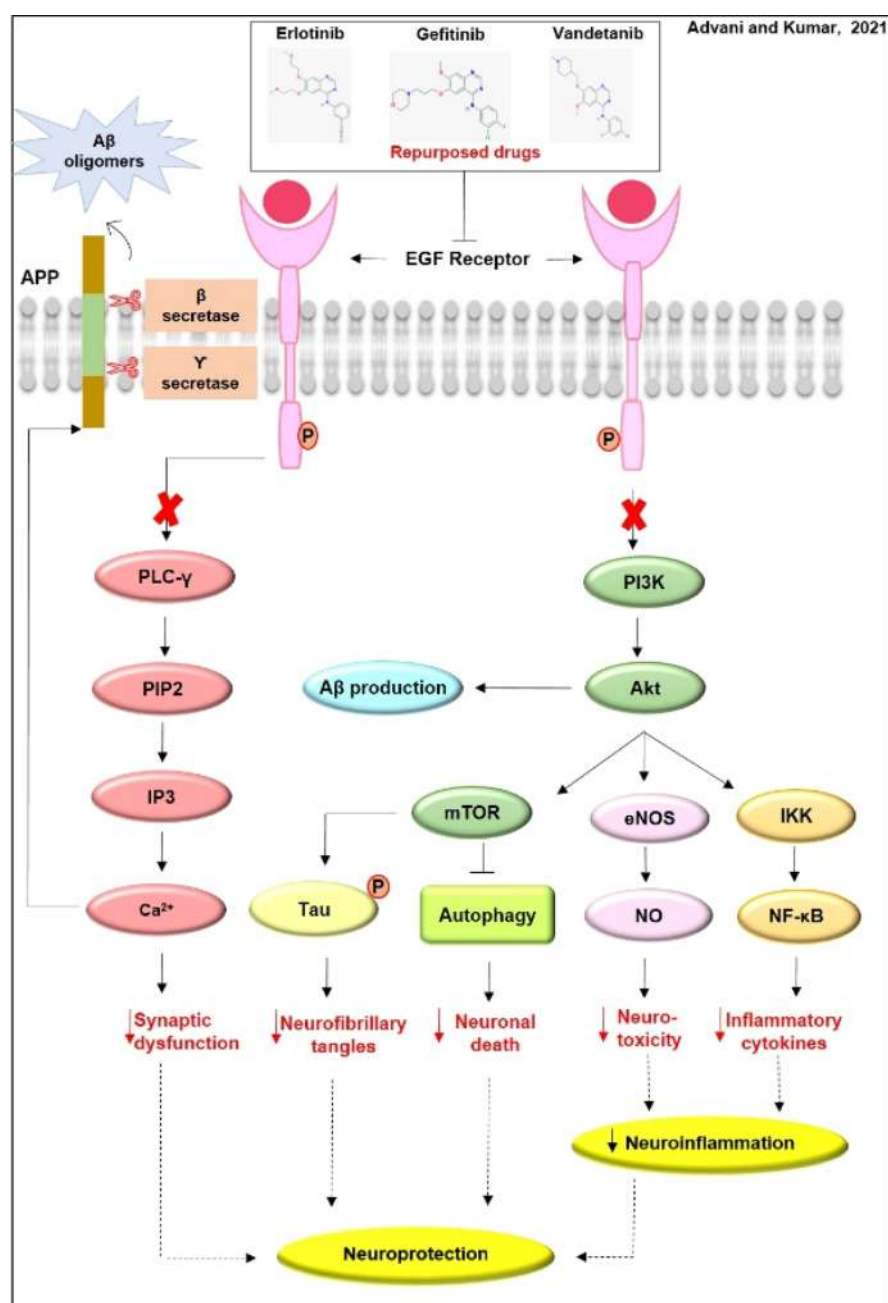 Advani and Kumar, 2021
Erlotinib
Gefitinib
Vandetanib
Repurposed drugs
Aβ
oligomers
EGF Receptor
APP
β
secretase
ϒ
secretase
P
P
PLC-γ
PI3K
PIP2
Aβ production
Akt
IP3
mTOR
eNOS
IKK
Ca²⁺
Tau
P
Autophagy
NO
NF-κB
Synaptic
dysfunction
Neurofibrillary
tangles
Neuronal
death
Neuro-
toxicity
Inflammatory
cytokines
Neuroinflammation
Neuroprotection